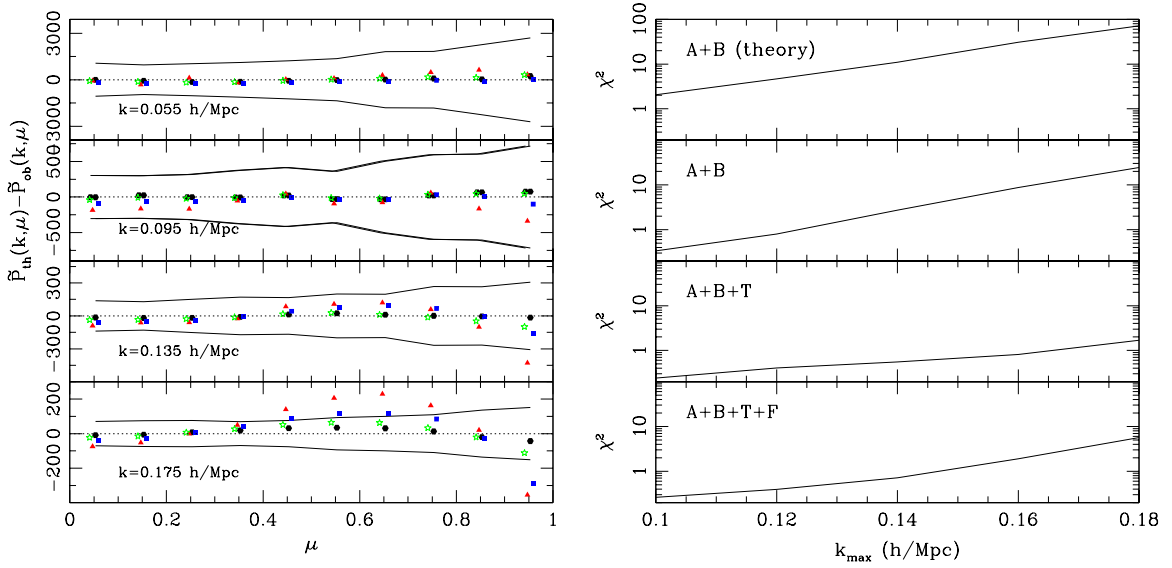 P̃th(k,μ)−P̃ob(k,μ)
3000
0
−3000
k=0.055 h/Mpc
500
0
−500
k=0.095 h/Mpc
300
0
−300
k=0.135 h/Mpc
200
0
−200
k=0.175 h/Mpc
0 0.2 0.4 0.6 0.8 1
μ
χ²
100
10
1
A+B (theory)
χ²
10
1
A+B
χ²
10
1
A+B+T
χ²
10
1
A+B+T+F
0.1 0.12 0.14 0.16 0.18
kmax (h/Mpc)